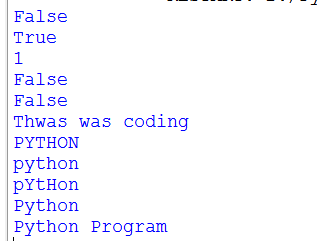 False
True
1
False
False
Thwas was coding
PYTHON
python
pYtHon
Python
Python Program